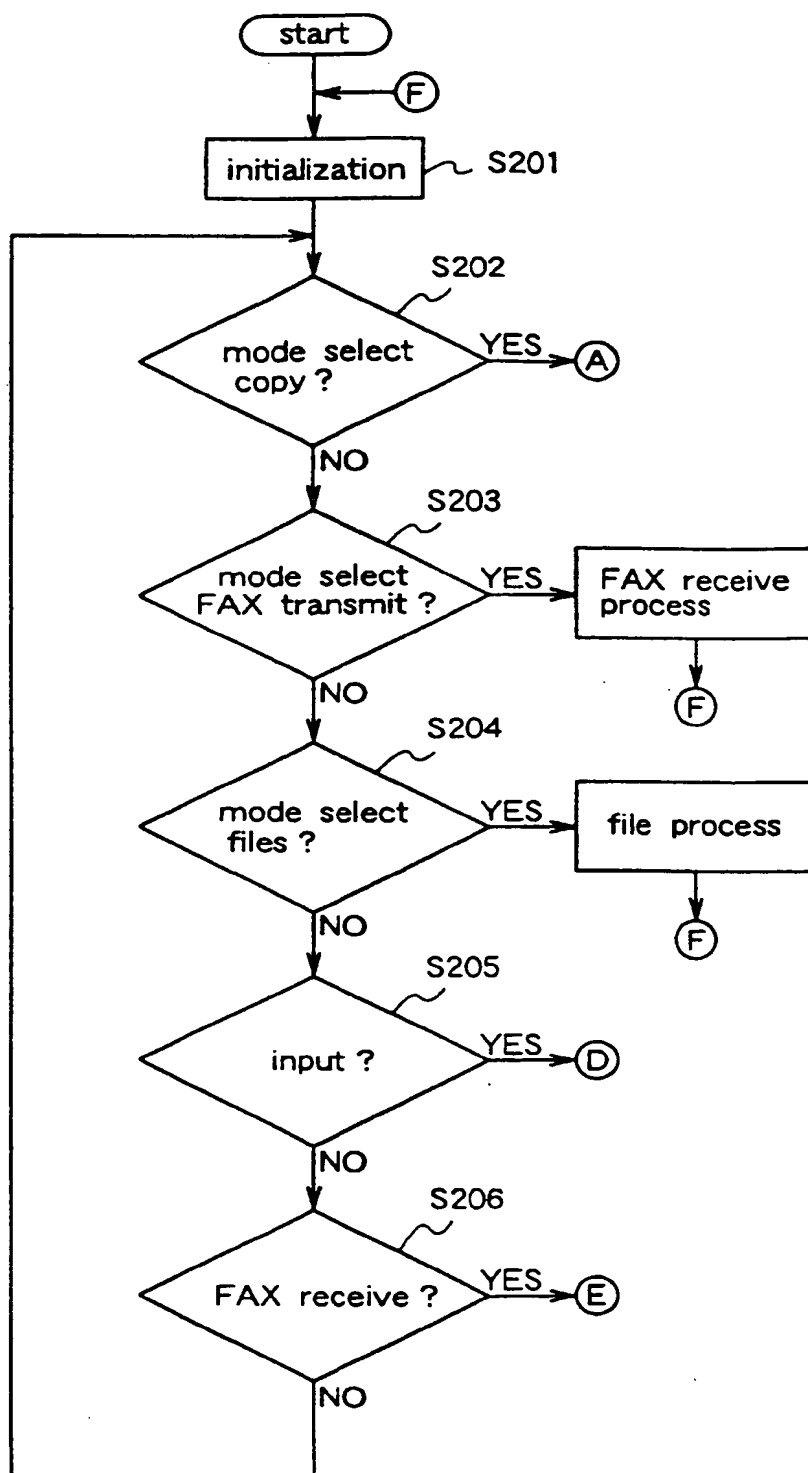 start
F
initialization
S201
S202
mode select
copy ?
YES
A
NO
S203
mode select
FAX transmit ?
YES
FAX receive
process
F
NO
S204
mode select
files ?
YES
file process
F
NO
S205
input ?
YES
D
NO
S206
FAX receive ?
YES
E
NO